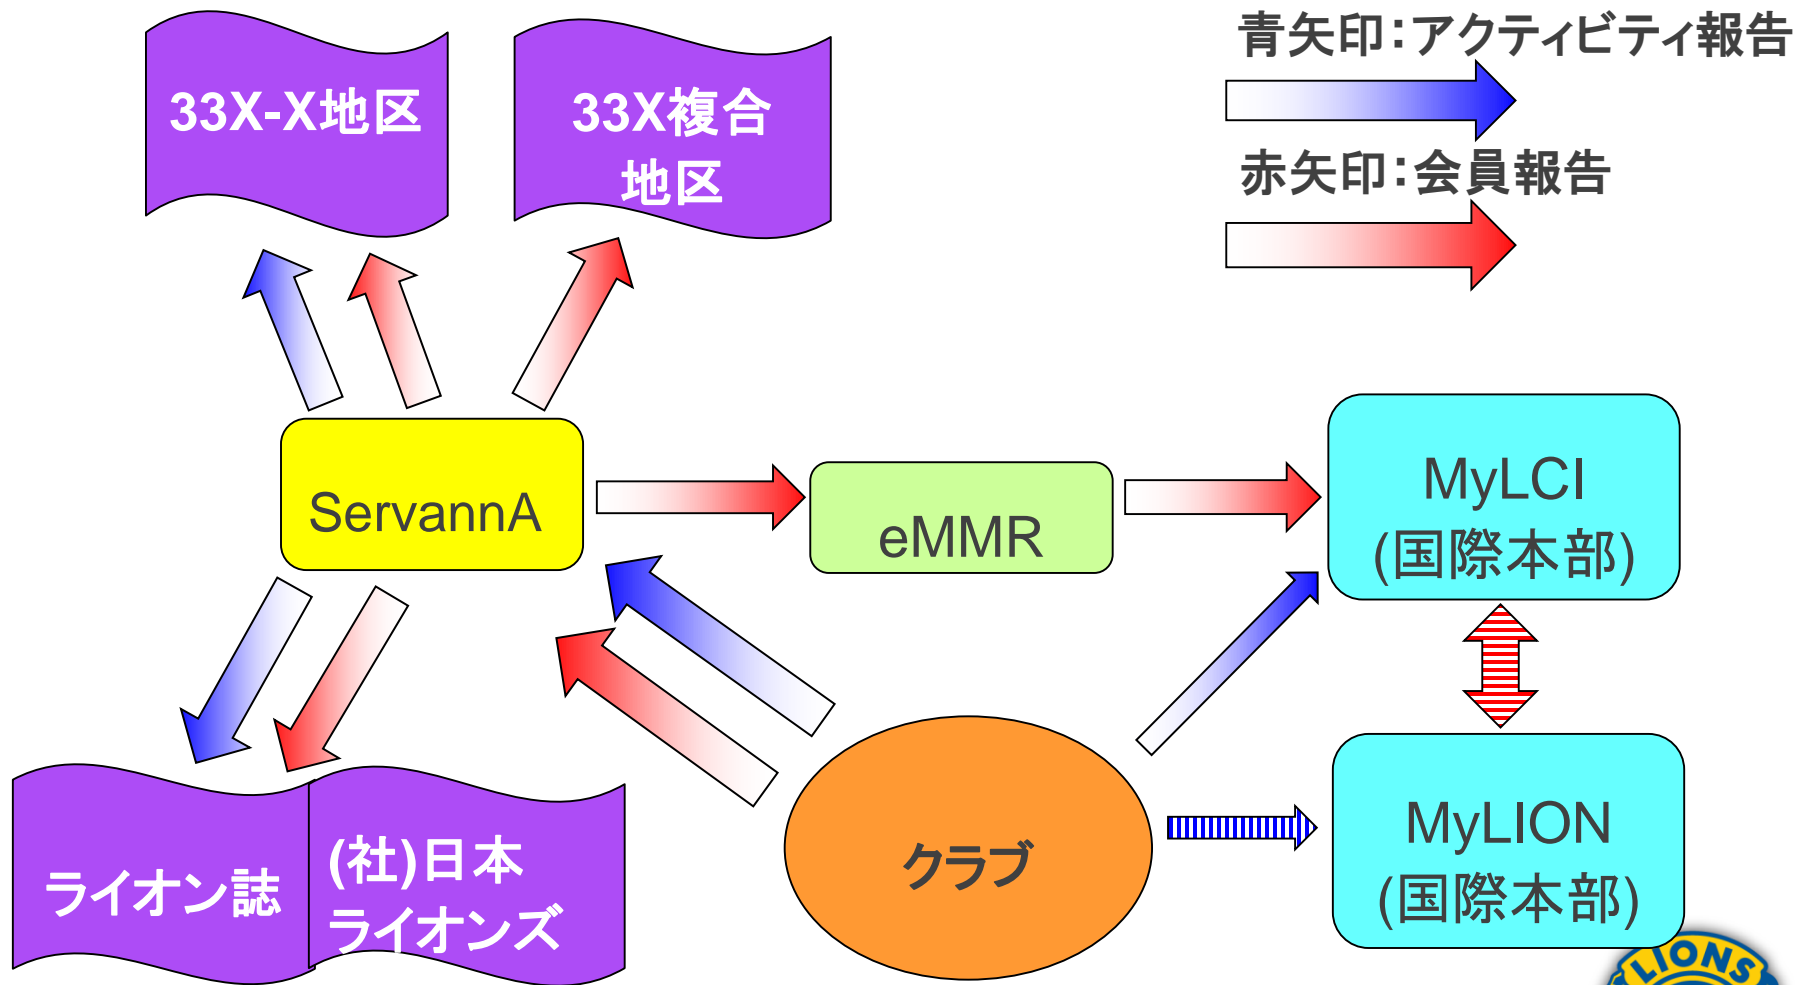 青矢印：アクティビティ報告
赤矢印：会員報告
33X-X地区
33X複合
地区
ServannA
eMMR
MyLCI
(国際本部)
クラブ
MyLION
(国際本部)
ライオン誌
(社)日本
ライオンズ
LIONS